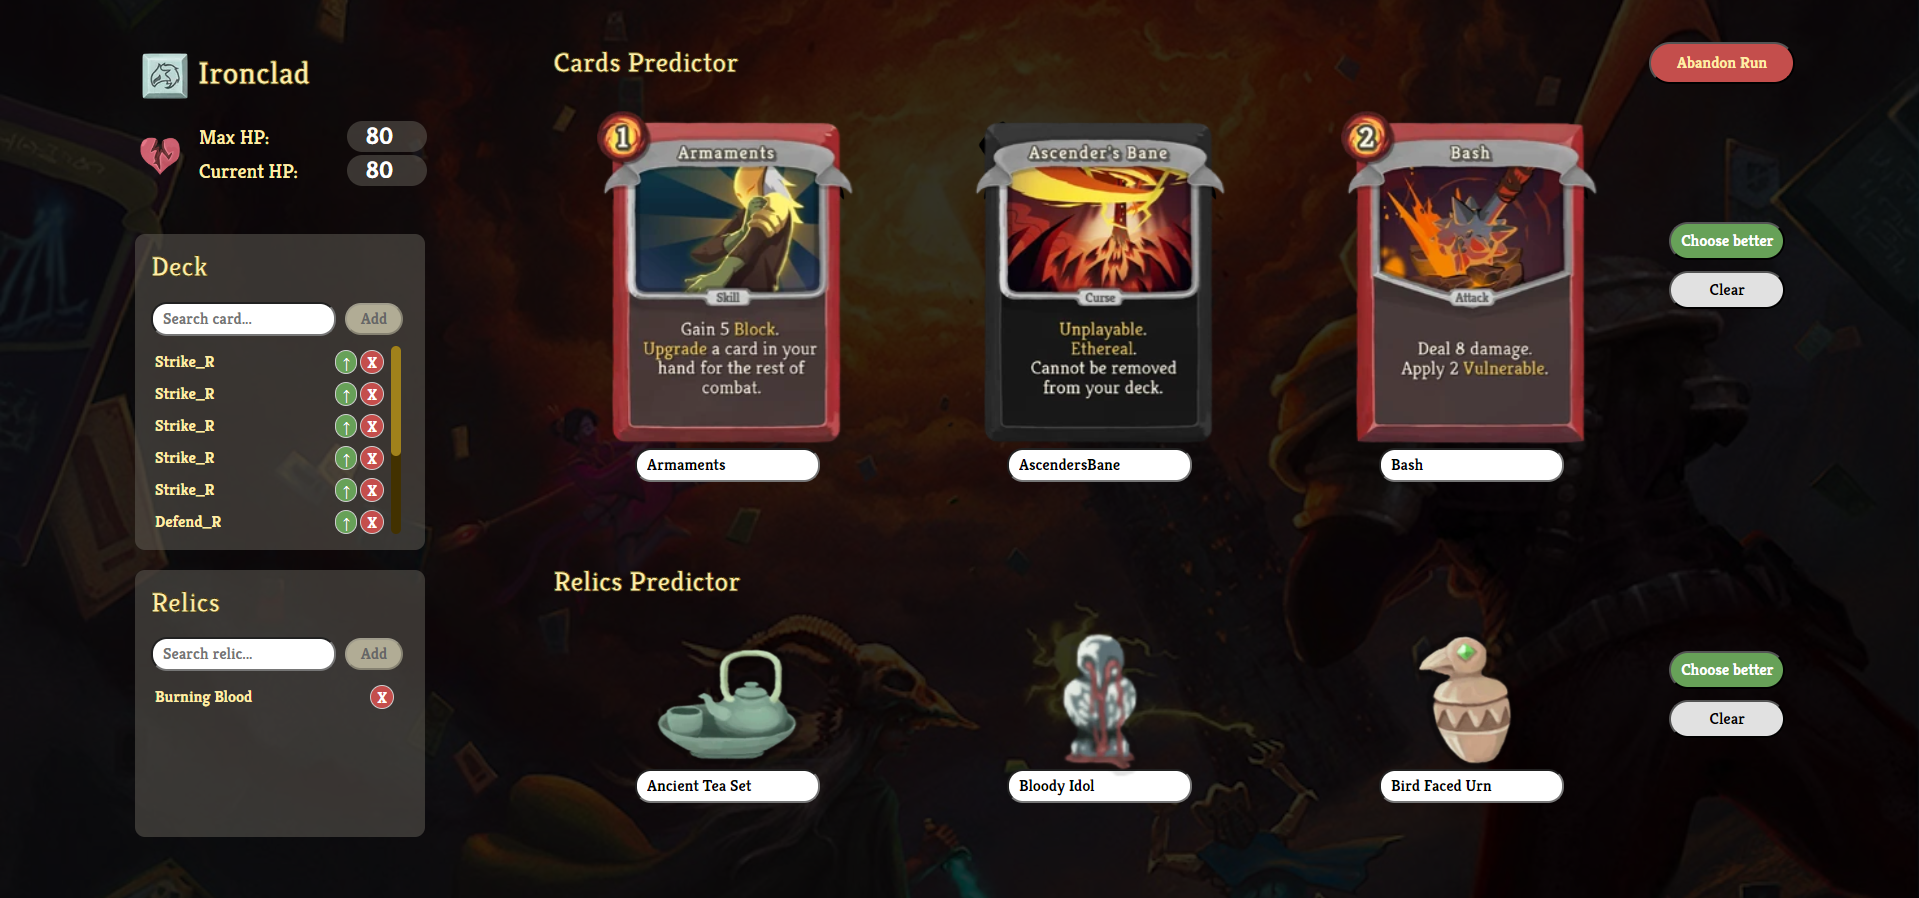 Ironclad
Max HP: 80
Current HP: 80
Deck
Search card... Add
Strike_R ↑ X
Strike_R ↑ X
Strike_R ↑ X
Strike_R ↑ X
Strike_R ↑ X
Defend_R ↑ X
Relics
Search relic... Add
Burning Blood X
Cards Predictor
Abandon Run
1
Armaments
Skill
Gain 5 Block.
Upgrade a card in your
hand for the rest of
combat.
Armaments
Ascender's Bane
Curse
Unplayable.
Ethereal.
Cannot be removed
from your deck.
AscendersBane
2
Bash
Attack
Deal 8 damage.
Apply 2 Vulnerable.
Bash
Choose better
Clear
Relics Predictor
Ancient Tea Set
Bloody Idol
Bird Faced Urn
Choose better
Clear